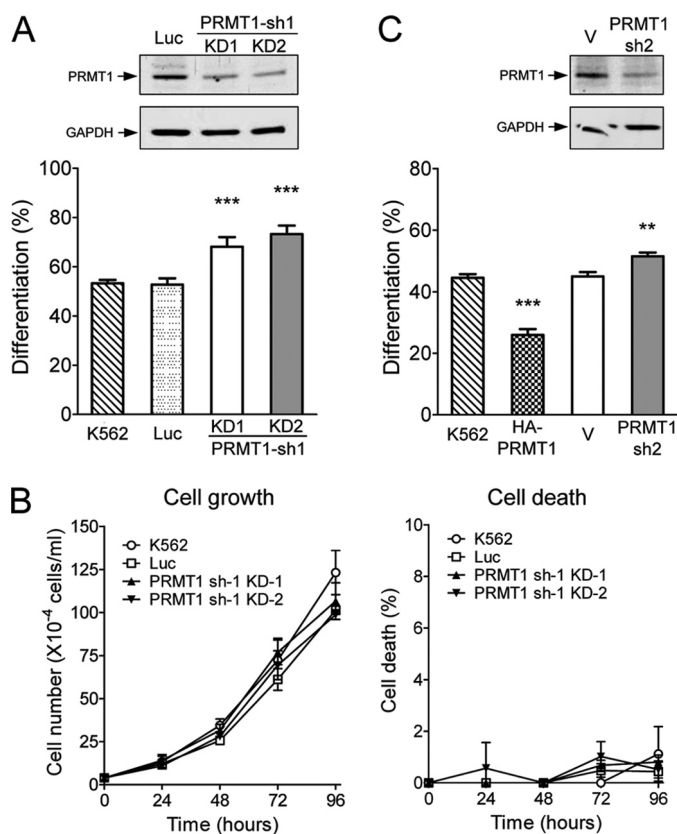 A
Luc
PRMT1-sh1
KD1 KD2
PRMT1
GAPDH
Differentiation (%)
100
80
60
40
20
0
K562
Luc
KD1 KD2
PRMT1-sh1
***
***
C
V
PRMT1
sh2
PRMT1
GAPDH
Differentiation (%)
80
60
40
20
0
***
**
K562
HA-
PRMT1
V
PRMT1
sh2
B
Cell growth
Cell number (X10⁻⁴ cells/ml)
150
125
100
75
50
25
0
K562
Luc
PRMT1 sh-1 KD-1
PRMT1 sh-1 KD-2
0 24 48 72 96
Time (hours)
Cell death
Cell death (%)
10
8
6
4
2
0
K562
Luc
PRMT1 sh-1 KD-1
PRMT1 sh-1 KD-2
0 24 48 72 96
Time (hours)